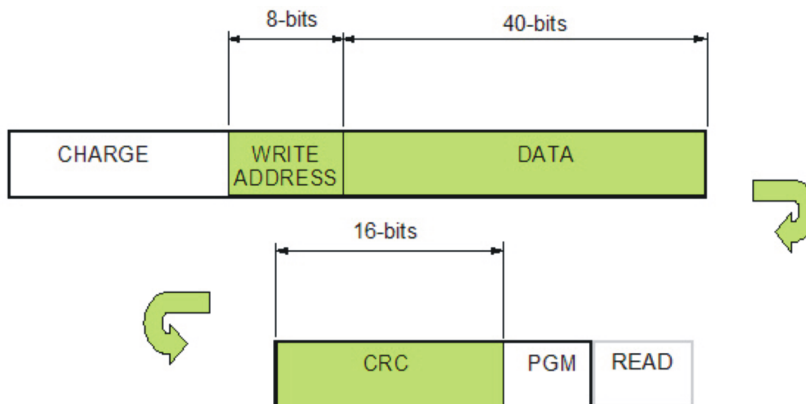 8-bits
40-bits
CHARGE
WRITE
ADDRESS
DATA
16-bits
CRC
PGM
READ